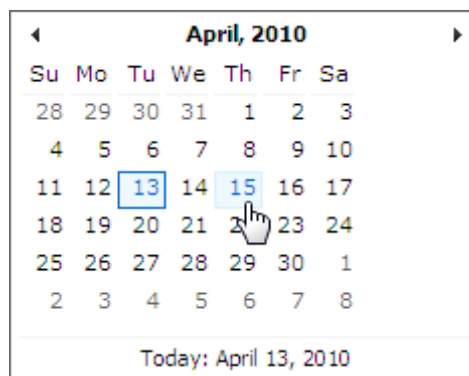 April, 2010
Su Mo Tu We Th Fr Sa
28 29 30 31 1 2 3
4 5 6 7 8 9 10
11 12 13 14 15 16 17
18 19 20 21 23 24
25 26 27 28 29 30 1
2 3 4 5 6 7 8
Today: April 13, 2010